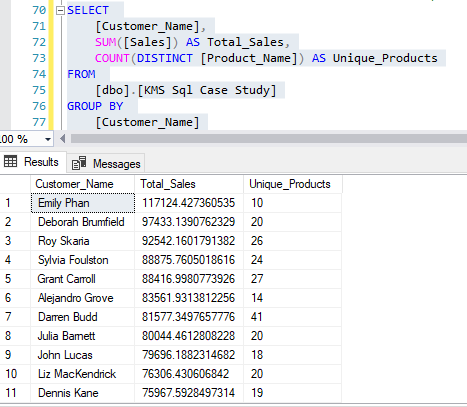 70 SELECT
71 [Customer_Name],
72 SUM([Sales]) AS Total_Sales,
73 COUNT(DISTINCT [Product_Name]) AS Unique_Products
74 FROM
75 [dbo].[KMS Sql Case Study]
76 GROUP BY
77 [Customer_Name]
00 %
Results Messages
Customer_Name Total_Sales Unique_Products
1 Emily Phan 117124.427360535 10
2 Deborah Brumfield 97433.1390762329 20
3 Roy Skaria 92542.1601791382 26
4 Sylvia Foulston 88875.7605018616 24
5 Grant Carroll 88416.9980773926 27
6 Alejandro Grove 83561.9313812256 14
7 Darren Budd 81577.3497657776 41
8 Julia Barnett 80044.4612808228 20
9 John Lucas 79696.1882314682 18
10 Liz MacKendrick 76306.430606842 20
11 Dennis Kane 75967.5928497314 19